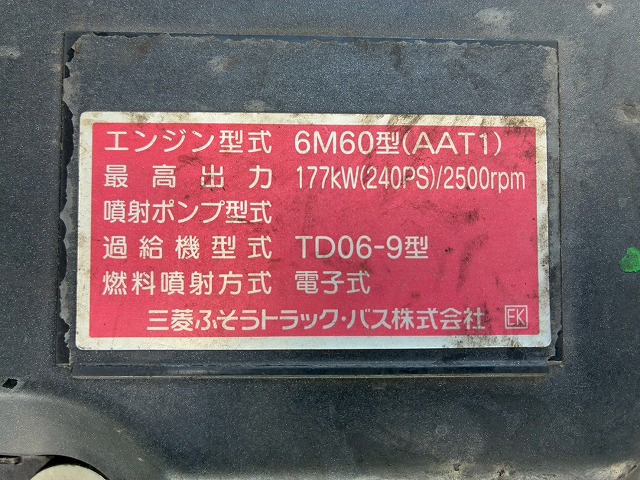 エンジン型式 6M60型(AAT1)
最高出力 177kW(240PS)/2500rpm
噴射ポンプ型式
過給機型式 TD06-9型
燃料噴射方式 電子式
三菱ふそうトラック・バス株式会社 EK